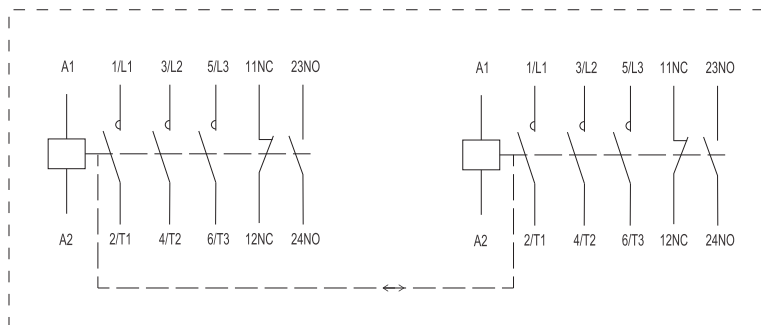 A1 1/L1 3/L2 5/L3 11NC 23NO A1 1/L1 3/L2 5/L3 11NC 23NO
A2 2/T1 4/T2 6/T3 12NC 24NO A2 2/T1 4/T2 6/T3 12NC 24NO